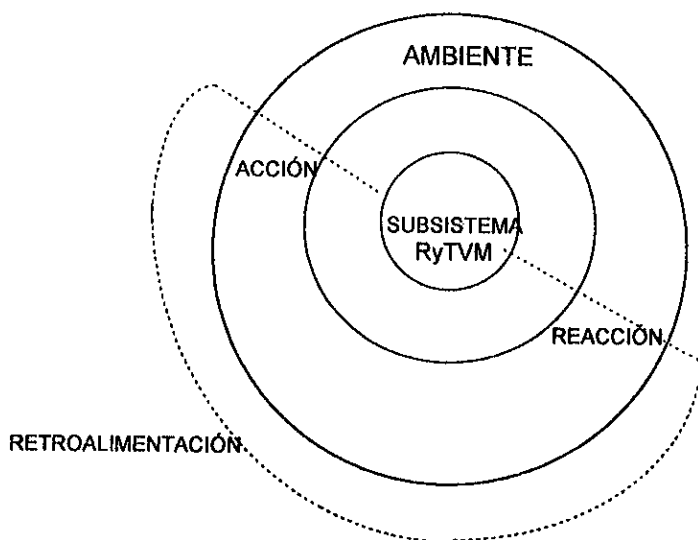 AMBIENTE
ACCIÓN
SUBSISTEMA
RyTVM
REACCIÓN
RETROALIMENTACIÓN